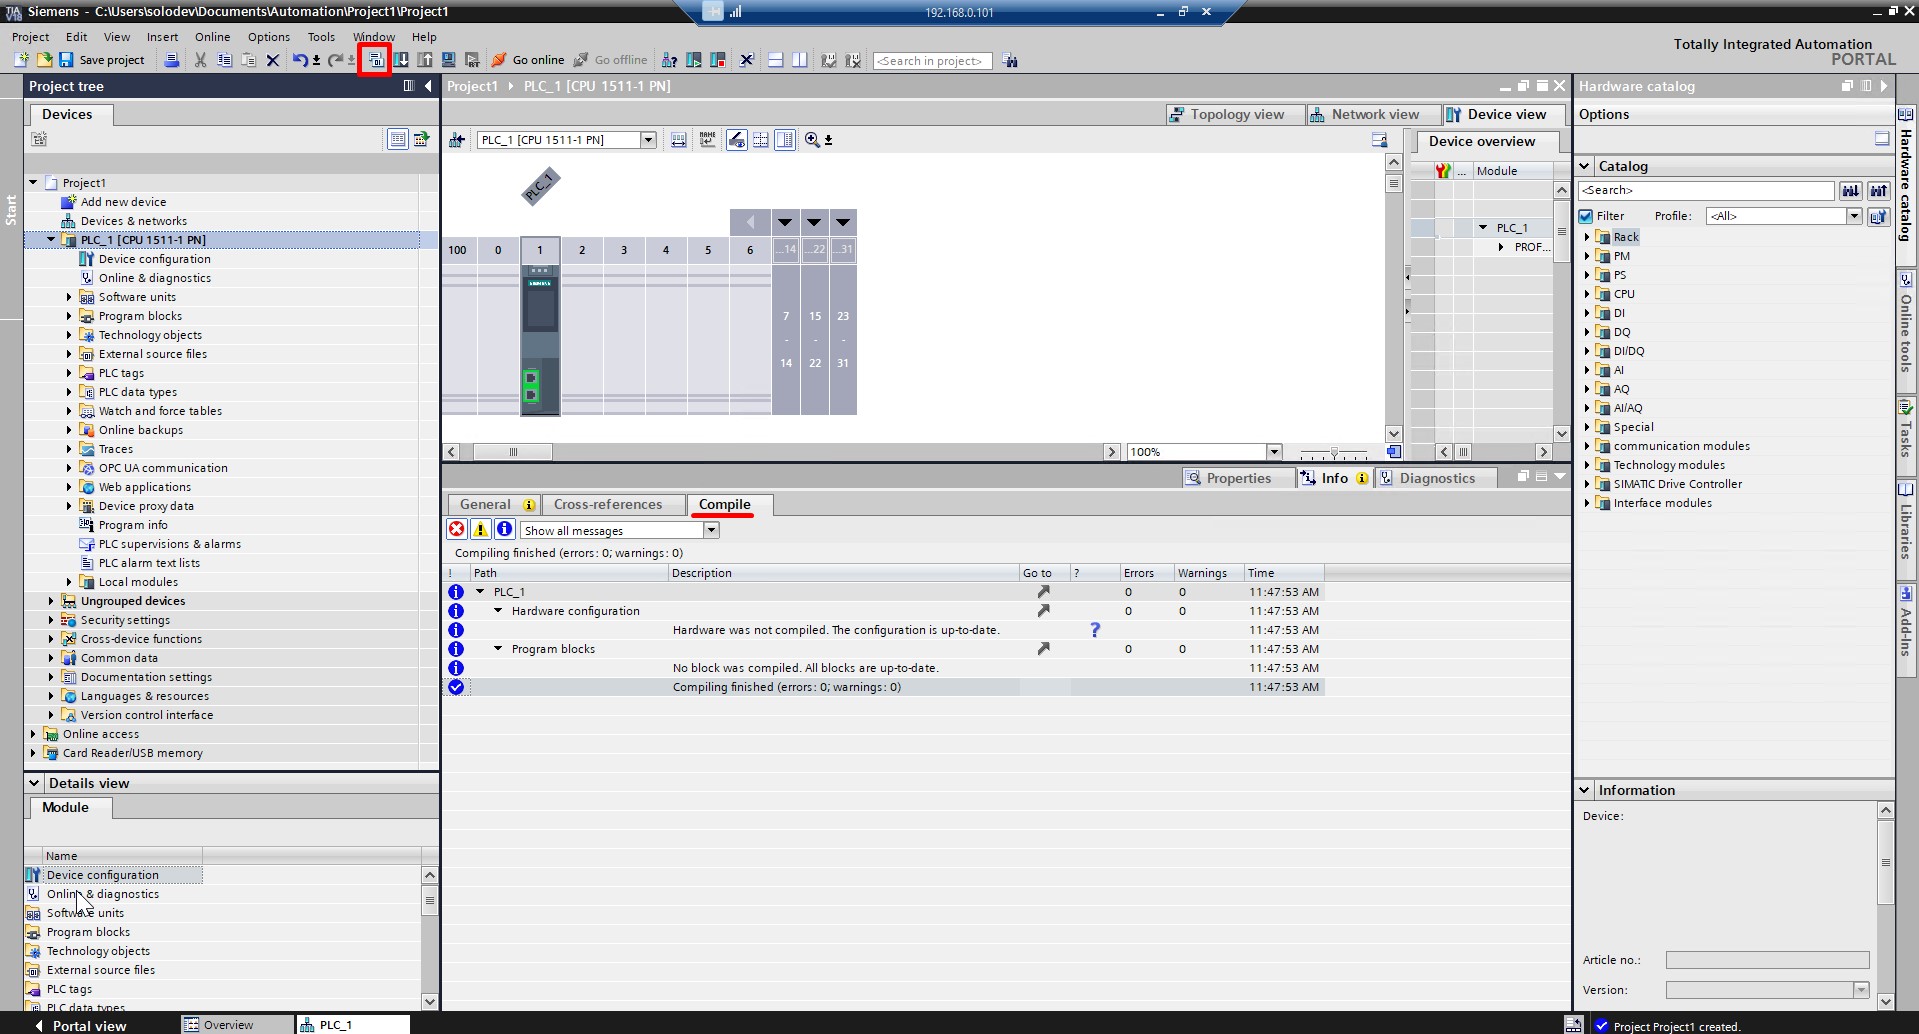 Siemens - C:\Users\solodev\Documents\Automation\Project1\Project1
192.168.0.101
Project Edit View Insert Online Options Tools Window Help
Save project Go online Go offline <Search in project>
Totally Integrated Automation
PORTAL
Start
Project tree
Devices
Project1
Add new device
Devices & networks
PLC_1 [CPU 1511-1 PN]
Device configuration
Online & diagnostics
Software units
Program blocks
Technology objects
External source files
PLC tags
PLC data types
Watch and force tables
Online backups
Traces
OPC UA communication
Web applications
Device proxy data
Program info
PLC supervisions & alarms
PLC alarm text lists
Local modules
Ungrouped devices
Security settings
Cross-device functions
Common data
Documentation settings
Languages & resources
Version control interface
Online access
Card Reader/USB memory
Details view
Module
Name
Device configuration
Online & diagnostics
Software units
Program blocks
Technology objects
External source files
PLC tags
PLC data types
Project1 PLC_1 [CPU 1511-1 PN]
Topology view Network view Device view
PLC_1 [CPU 1511-1 PN]
PLC_1
100 0 1 2 3 4 5 6 ...14 ...22 ...31
SIEMENS
7 15 23
- - -
14 22 31
100%
Device overview
... Module
PLC_1
PROF...
Properties Info Diagnostics
General Cross-references Compile
Show all messages
Compiling finished (errors: 0; warnings: 0)
! Path Description Go to ? Errors Warnings Time
PLC_1 0 0 11:47:53 AM
Hardware configuration 0 0 11:47:53 AM
Hardware was not compiled. The configuration is up-to-date. ? 11:47:53 AM
Program blocks 0 0 11:47:53 AM
No block was compiled. All blocks are up-to-date. 11:47:53 AM
Compiling finished (errors: 0; warnings: 0) 11:47:53 AM
Hardware catalog
Options
Catalog
<Search>
Filter Profile: <All>
Rack
PM
PS
CPU
DI
DQ
DI/DQ
AI
AQ
AI/AQ
Special
communication modules
Technology modules
SIMATIC Drive Controller
Interface modules
Information
Device:
Article no.:
Version:
Hardware catalog
Online tools
Tasks
Libraries
Add-Ins
Portal view Overview PLC_1 Project Project1 created.